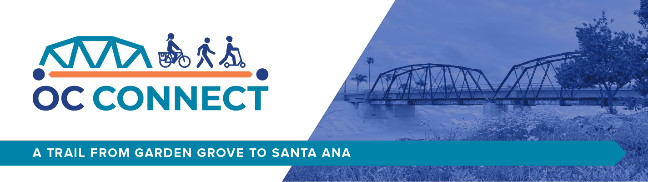 OC CONNECT
A TRAIL FROM GARDEN GROVE TO SANTA ANA